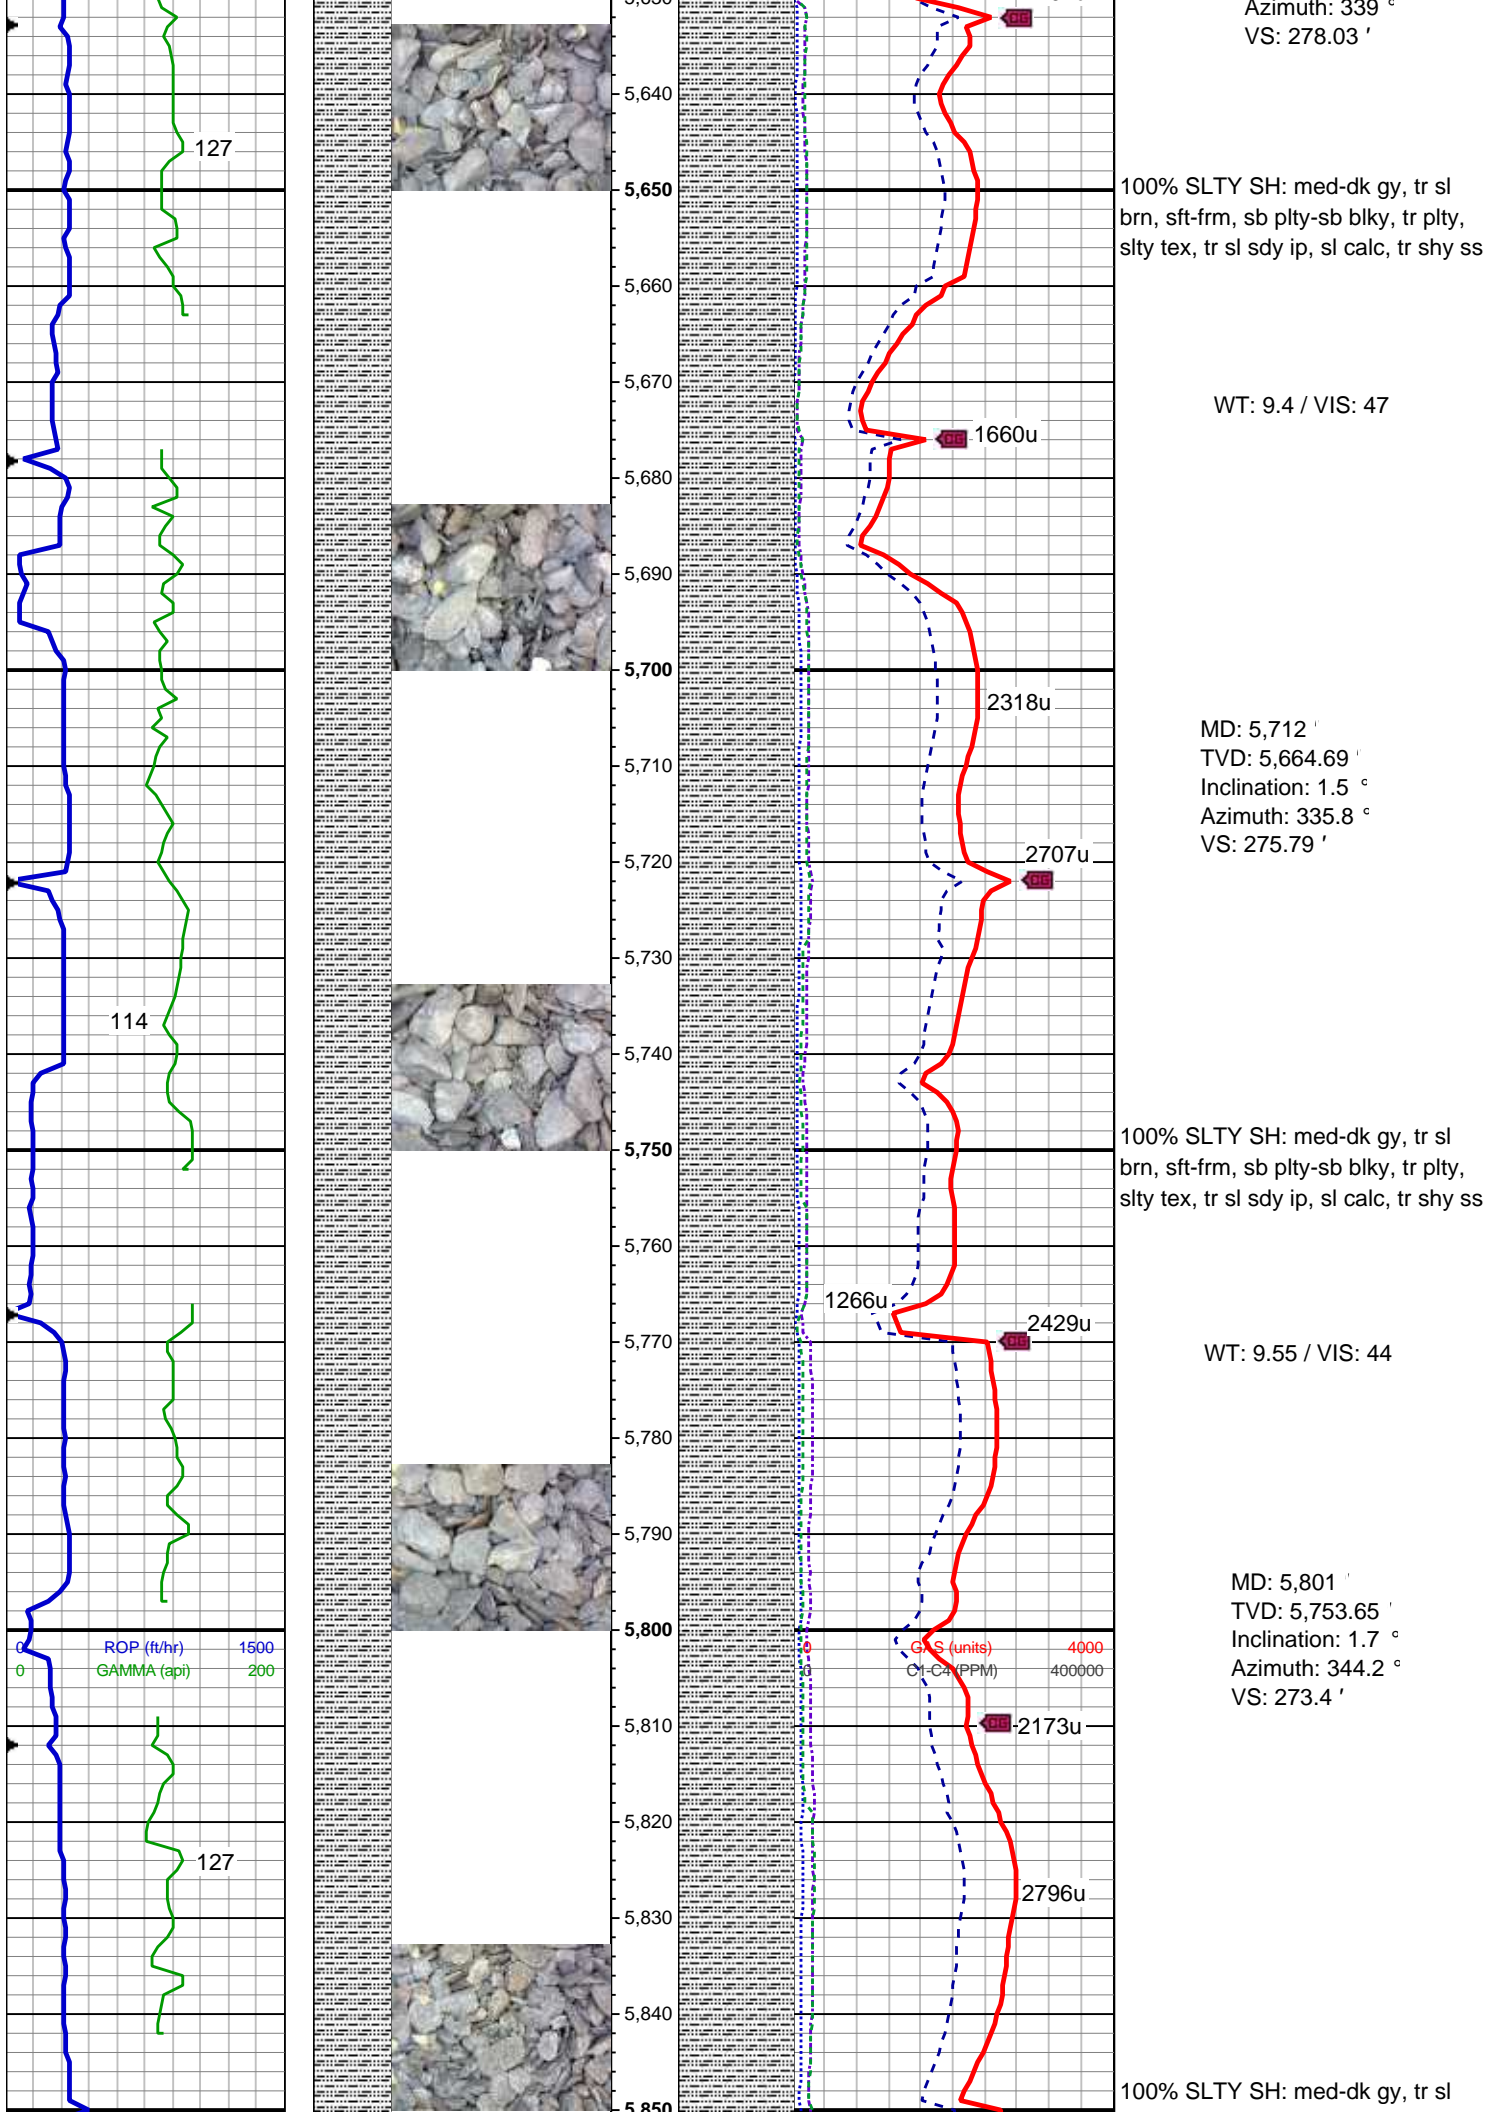 Azimuth: 339 °
VS: 278.03 '
CG
5,640
127
5,650
100% SLTY SH: med-dk gy, tr sl
brn, sft-frm, sb plty-sb blky, tr plty,
slty tex, tr sl sdy ip, sl calc, tr shy ss
5,660
5,670
WT: 9.4 / VIS: 47
CG 1660u
5,680
5,690
5,700
2318u
MD: 5,712 '
TVD: 5,664.69 '
Inclination: 1.5 °
Azimuth: 335.8 °
VS: 275.79 '
5,710
5,720
2707u
CG
5,730
114
5,740
5,750
100% SLTY SH: med-dk gy, tr sl
brn, sft-frm, sb plty-sb blky, tr plty,
slty tex, tr sl sdy ip, sl calc, tr shy ss
5,760
1266u
2429u
CG
5,770
WT: 9.55 / VIS: 44
5,780
5,790
MD: 5,801 '
TVD: 5,753.65 '
Inclination: 1.7 °
Azimuth: 344.2 °
VS: 273.4 '
5,800
0 ROP (ft/hr) 1500
0 GAMMA (api) 200
0 GAS (units) 4000
0 C1-C4 (PPM) 400000
5,810
CG 2173u
5,820
127
2796u
5,830
5,840
100% SLTY SH: med-dk gy, tr sl
5,850